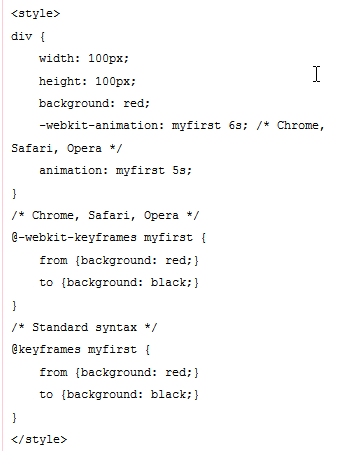 <style>
div {
    width: 100px;
    height: 100px;
    background: red;
    -webkit-animation: myfirst 6s; /* Chrome,
Safari, Opera */
    animation: myfirst 5s;
}
/* Chrome, Safari, Opera */
@-webkit-keyframes myfirst {
    from {background: red;}
    to {background: black;}
}
/* Standard syntax */
@keyframes myfirst {
    from {background: red;}
    to {background: black;}
}
</style>